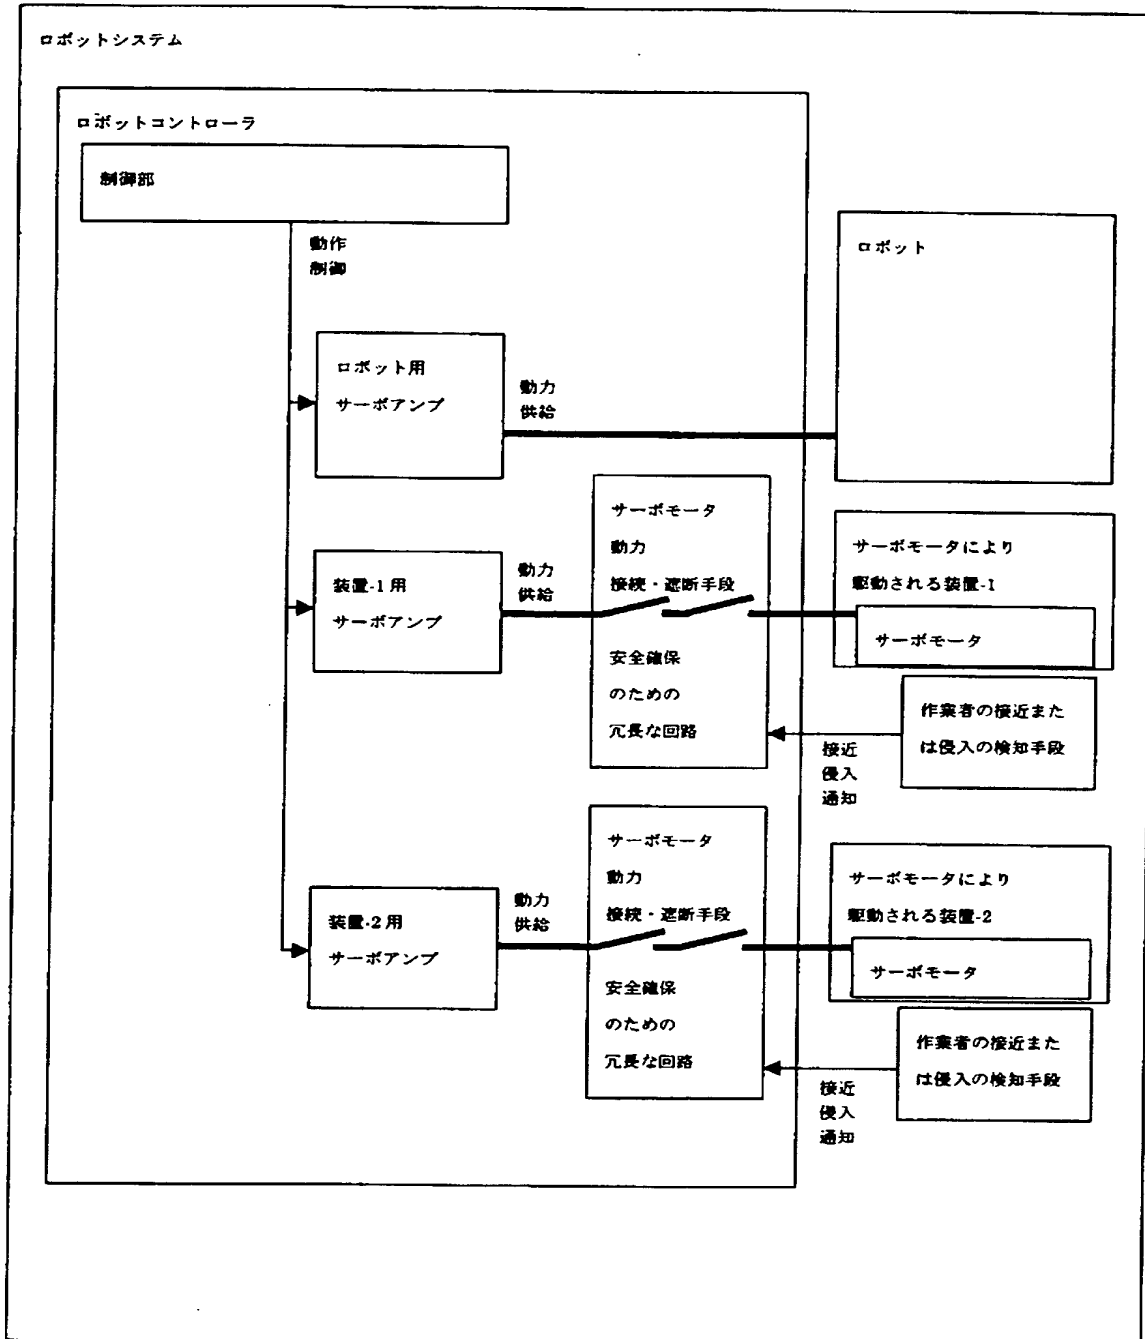 ロボットシステム
ロボットコントローラ
制御部
動作
制御
ロボット
ロボット用
サーボアンプ
動力
供給
サーボモータ
動力
接続・遮断手段
安全確保
のための
冗長な回路
装置-1用
サーボアンプ
動力
供給
サーボモータにより
駆動される装置-1
サーボモータ
作業者の接近また
は侵入の検知手段
接近
侵入
通知
サーボモータ
動力
接続・遮断手段
安全確保
のための
冗長な回路
装置-2用
サーボアンプ
動力
供給
サーボモータにより
駆動される装置-2
サーボモータ
作業者の接近また
は侵入の検知手段
接近
侵入
通知